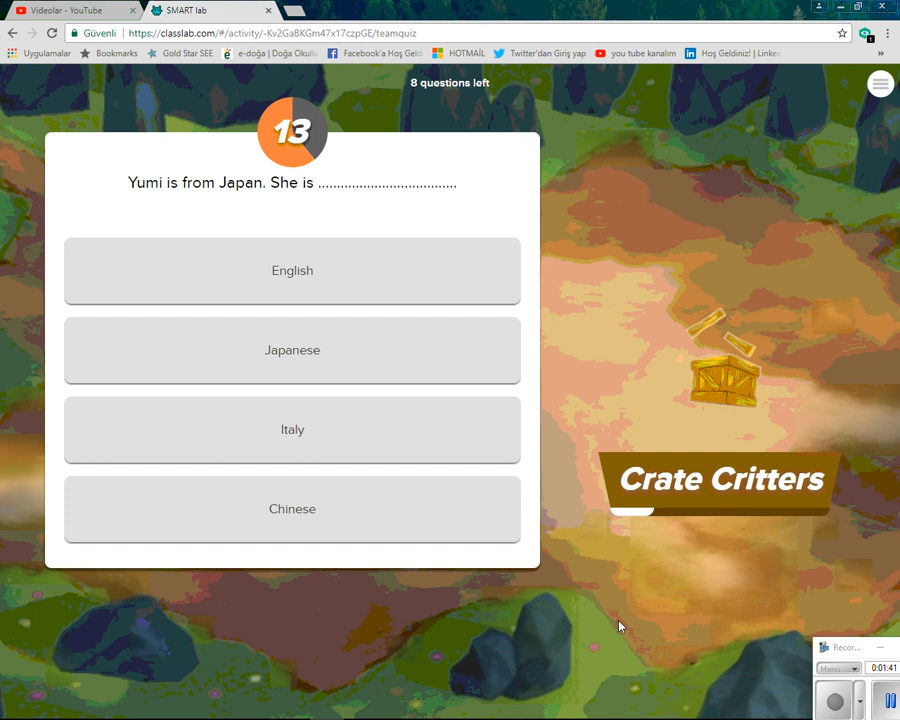 Videolar - YouTube
SMART lab
Güvenli
https://classlab.com/#/activity/-Kv2GaBKGm47x17czpGE/teamquiz
Uygulamalar
Bookmarks
Gold Star SEE
e-doğa | Doğa Okull
Facebook'a Hoş Geld
HOTMAİL
Twitter'dan Giriş yap
you tube kanalım
Hoş Geldiniz! | Linke
8 questions left
13
Yumi is from Japan. She is .....................................
English
Japanese
Italy
Chinese
Crate Critters
Recor...
Menu
0:01:41